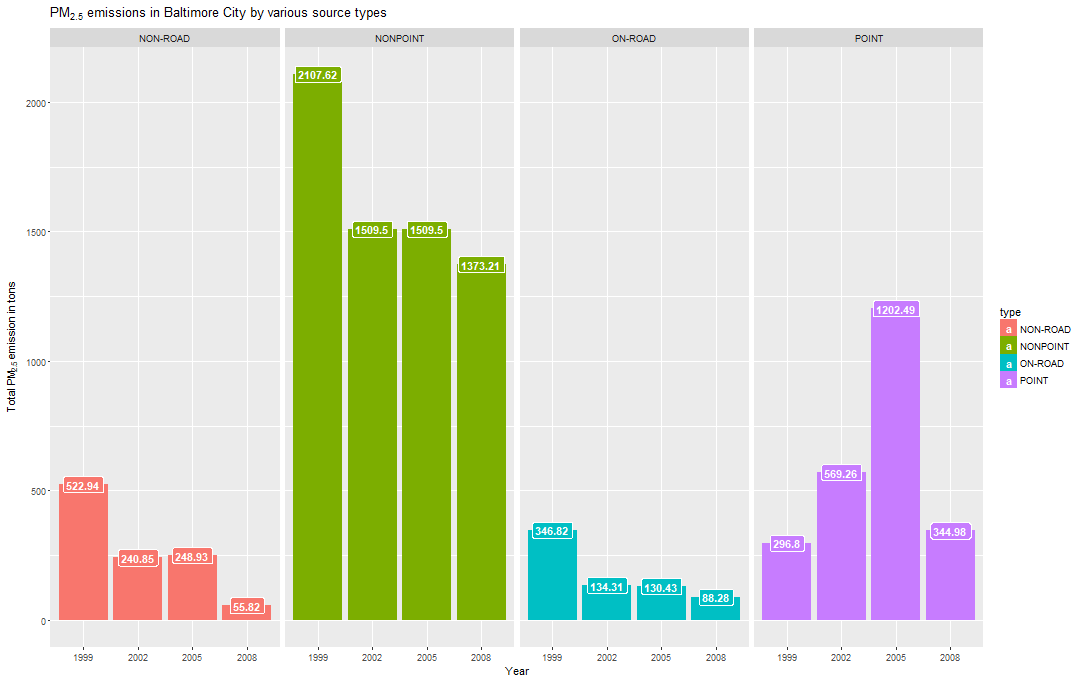 PM2.5 emissions in Baltimore City by various source types
NON-ROAD
NONPOINT
ON-ROAD
POINT
Total PM2.5 emission in tons
2000
1500
1000
500
0
522.94
240.85
248.93
55.82
2107.62
1509.5
1509.5
1373.21
346.82
134.31
130.43
88.28
296.8
569.26
1202.49
344.98
1999 2002 2005 2008
1999 2002 2005 2008
1999 2002 2005 2008
1999 2002 2005 2008
Year
type
a NON-ROAD
a NONPOINT
a ON-ROAD
a POINT